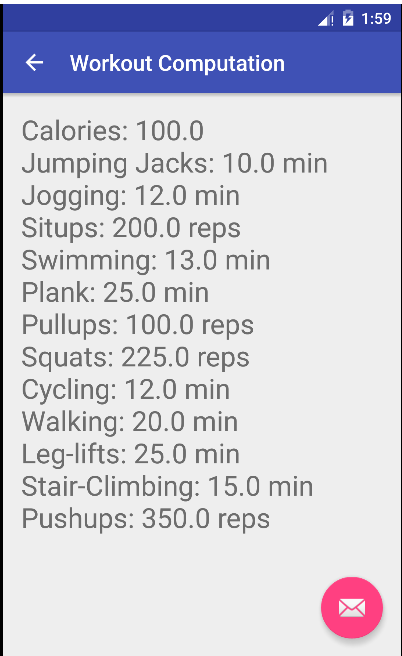 1:59
Workout Computation
Calories: 100.0
Jumping Jacks: 10.0 min
Jogging: 12.0 min
Situps: 200.0 reps
Swimming: 13.0 min
Plank: 25.0 min
Pullups: 100.0 reps
Squats: 225.0 reps
Cycling: 12.0 min
Walking: 20.0 min
Leg-lifts: 25.0 min
Stair-Climbing: 15.0 min
Pushups: 350.0 reps